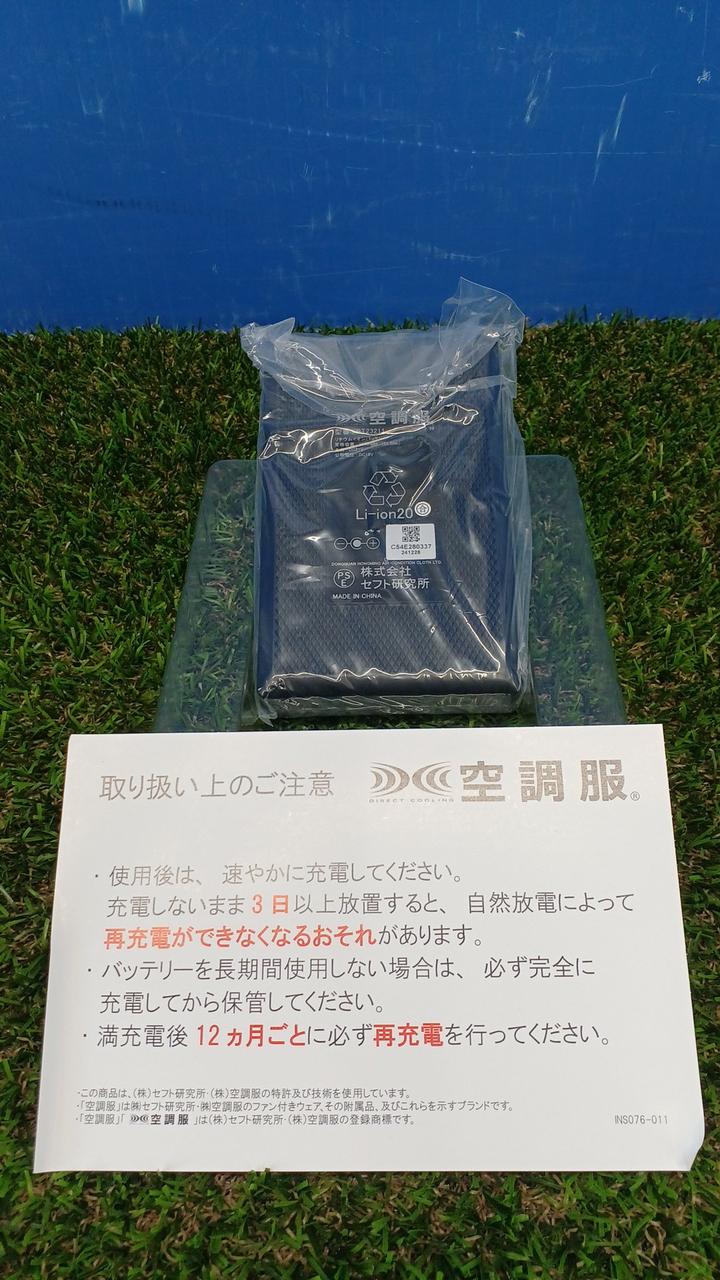 空調服
Li-ion20
C54E280337
241228
DONGGUAN HONGMING AIR-CONDITION CLOTH LTD.
PS
E
株式会社
セフト研究所
MADE IN CHINA
取り扱い上のご注意
DIRECT COOLING
空調服®
・使用後は、速やかに充電してください。
充電しないまま3日以上放置すると、自然放電によって
再充電ができなくなるおそれがあります。
・バッテリーを長期間使用しない場合は、必ず完全に
充電してから保管してください。
・満充電後12ヵ月ごとに必ず再充電を行ってください。
・この商品は、(株)セフト研究所・(株)空調服の特許及び技術を使用しています。
・「空調服」は㈱セフト研究所・㈱空調服のファン付きウェア、その附属品、及びこれらを示すブランドです。
・「空調服」「空調服」は(株)セフト研究所・(株)空調服の登録商標です。
INS076-011